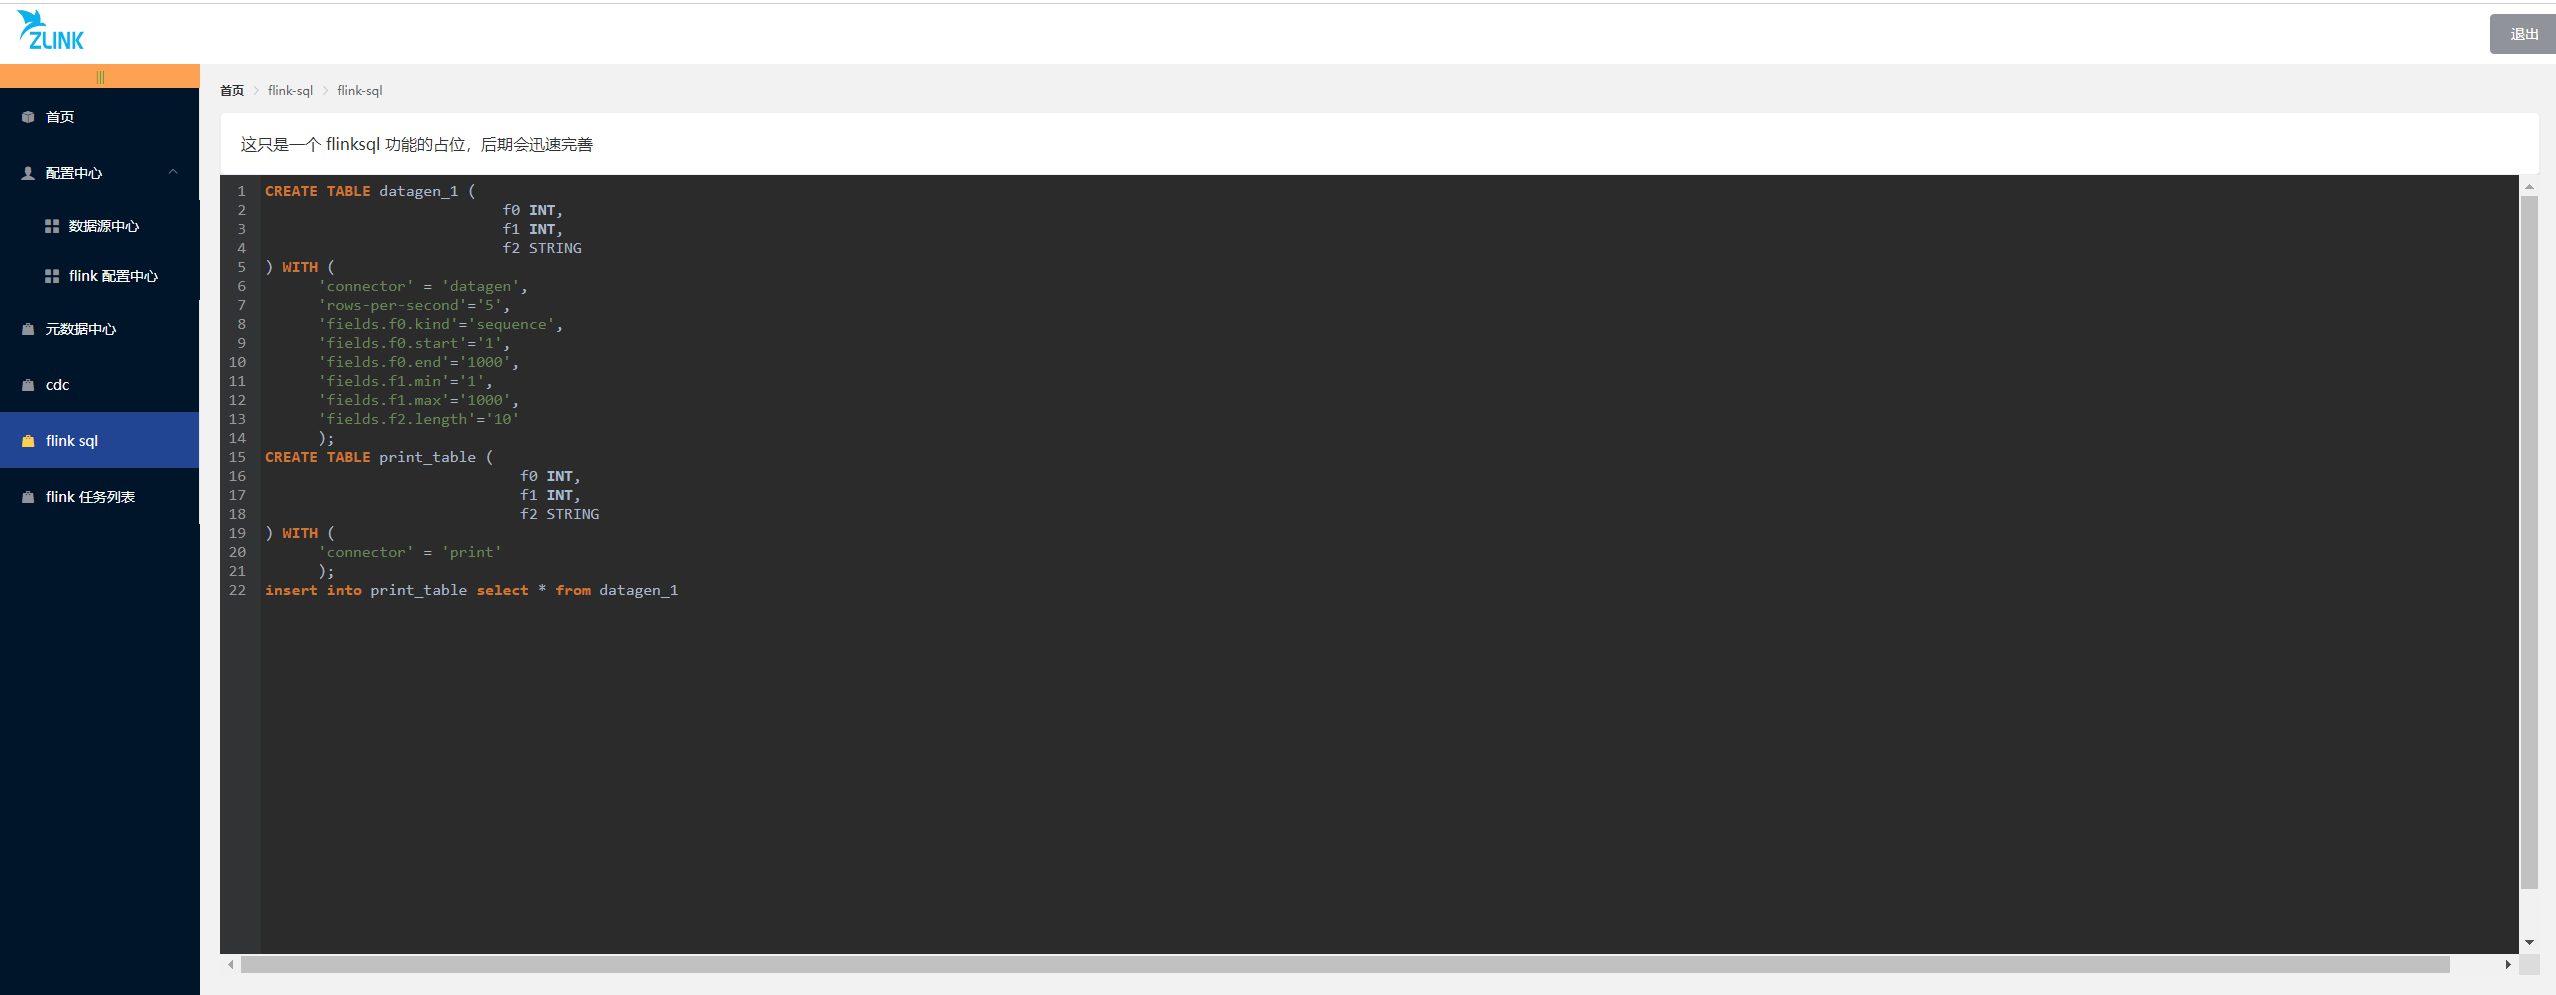 ZLINK
退出
首页
配置中心
数据源中心
flink 配置中心
元数据中心
cdc
flink sql
flink 任务列表
首页 > flink-sql > flink-sql
这只是一个 flinksql 功能的占位，后期会迅速完善
1 CREATE TABLE datagen_1 (
2 f0 INT,
3 f1 INT,
4 f2 STRING
5 ) WITH (
6 'connector' = 'datagen',
7 'rows-per-second'='5',
8 'fields.f0.kind'='sequence',
9 'fields.f0.start'='1',
10 'fields.f0.end'='1000',
11 'fields.f1.min'='1',
12 'fields.f1.max'='1000',
13 'fields.f2.length'='10'
14 );
15 CREATE TABLE print_table (
16 f0 INT,
17 f1 INT,
18 f2 STRING
19 ) WITH (
20 'connector' = 'print'
21 );
22 insert into print_table select * from datagen_1